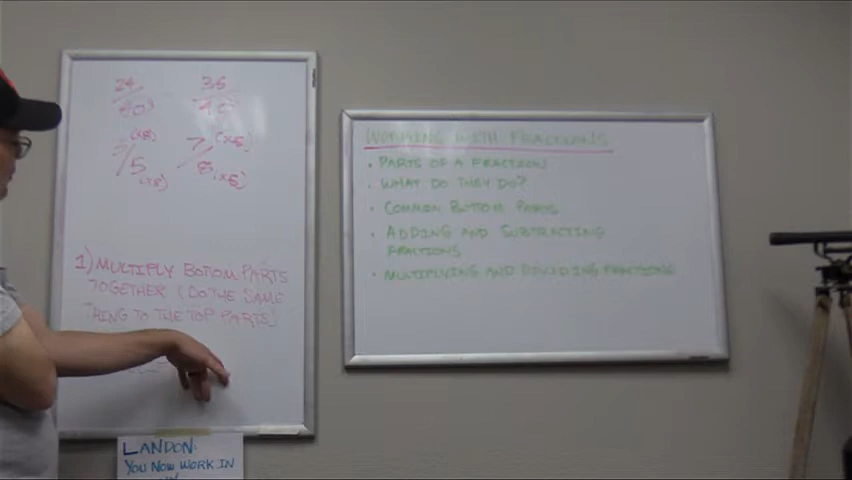 24 36
40 40
(x8) 7 (x5)
/5 8 (x5)
(x8)
1) MULTIPLY BOTTOM PARTS
TOGETHER (DO THE SAME
THING TO THE TOP PARTS)
WORKING WITH FRACTIONS
• PARTS OF A FRACTION
• WHAT DO THEY DO?
• COMMON BOTTOM PARTS
• ADDING AND SUBTRACTING
FRACTIONS
• MULTIPLYING AND DIVIDING FRACTIONS
LANDON:
YOU NOW WORK IN